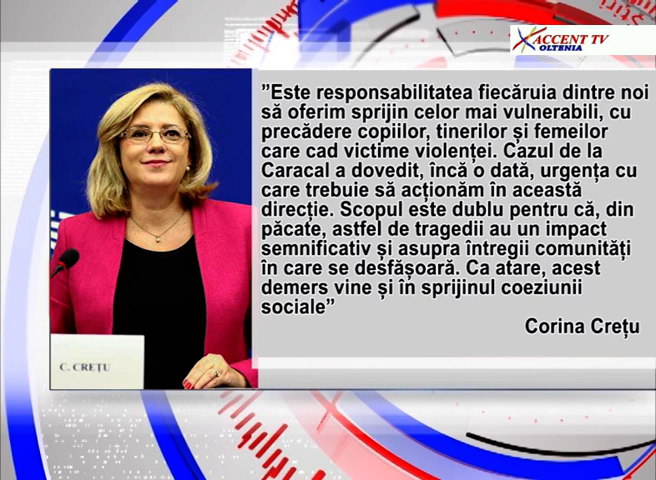 ACCENT TV
OLTENIA
”Este responsabilitatea fiecăruia dintre noi
să oferim sprijin celor mai vulnerabili, cu
precădere copiilor, tinerilor și femeilor
care cad victime violenței. Cazul de la
Caracal a dovedit, încă o dată, urgența cu
care trebuie să acționăm în această
direcție. Scopul este dublu pentru că, din
păcate, astfel de tragedii au un impact
semnificativ și asupra întregii comunități
în care se desfășoară. Ca atare, acest
demers vine și în sprijinul coeziunii
sociale”
Corina Crețu
C. CREȚU